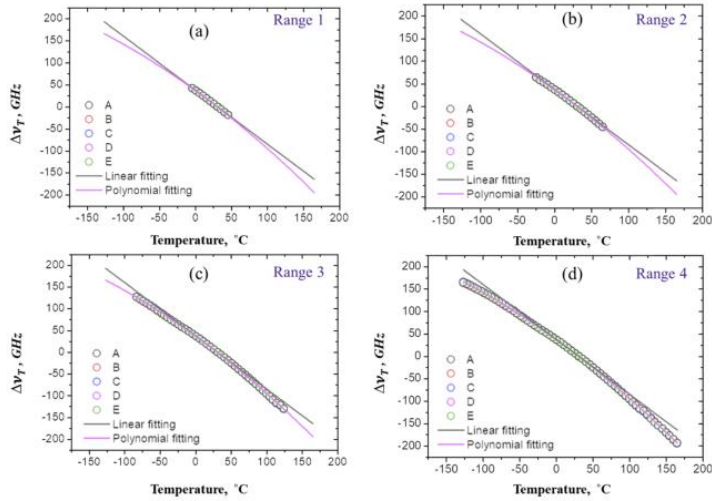 200
150
100
50
0
-50
-100
-150
-200
Δν_T , GHz
(a)
Range 1
A
B
C
D
E
Linear fitting
Polynomial fitting
-150 -100 -50 0 50 100 150 200
Temperature, °C
200
150
100
50
0
-50
-100
-150
-200
Δν_T , GHz
(b)
Range 2
A
B
C
D
E
Linear fitting
Polynomial fitting
-150 -100 -50 0 50 100 150 200
Temperature, °C
200
150
100
50
0
-50
-100
-150
-200
Δν_T , GHz
(c)
Range 3
A
B
C
D
E
Linear fitting
Polynomial fitting
-150 -100 -50 0 50 100 150 200
Temperature, °C
200
150
100
50
0
-50
-100
-150
-200
Δν_T , GHz
(d)
Range 4
A
B
C
D
E
Linear fitting
Polynomial fitting
-150 -100 -50 0 50 100 150 200
Temperature, °C